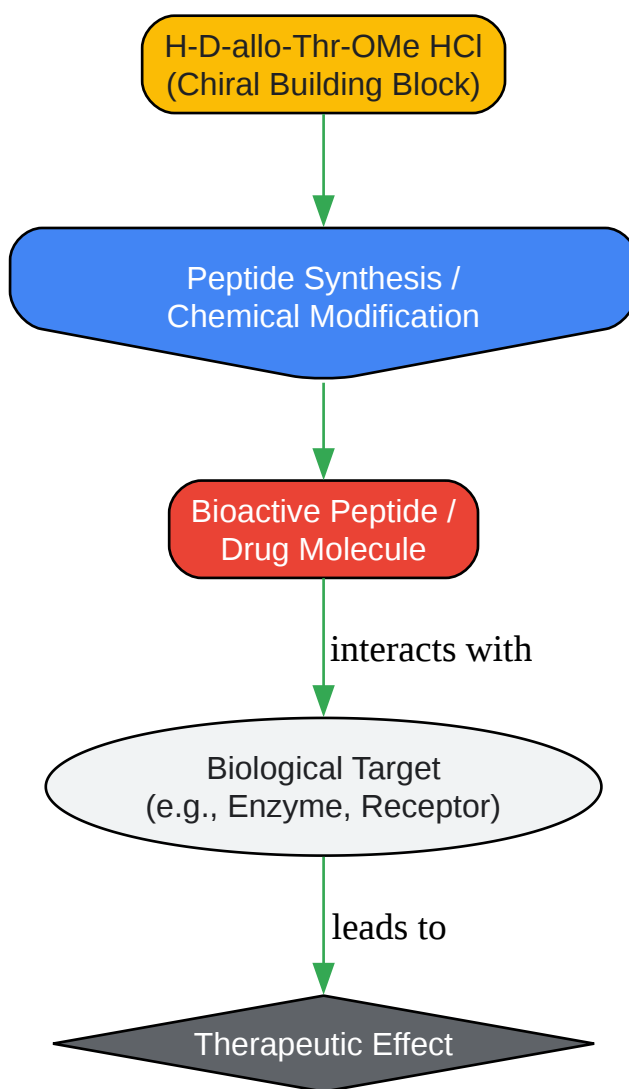 H-D-allo-Thr-OMe HCl
(Chiral Building Block)
Peptide Synthesis /
Chemical Modification
Bioactive Peptide /
Drug Molecule
interacts with
Biological Target
(e.g., Enzyme, Receptor)
leads to
Therapeutic Effect